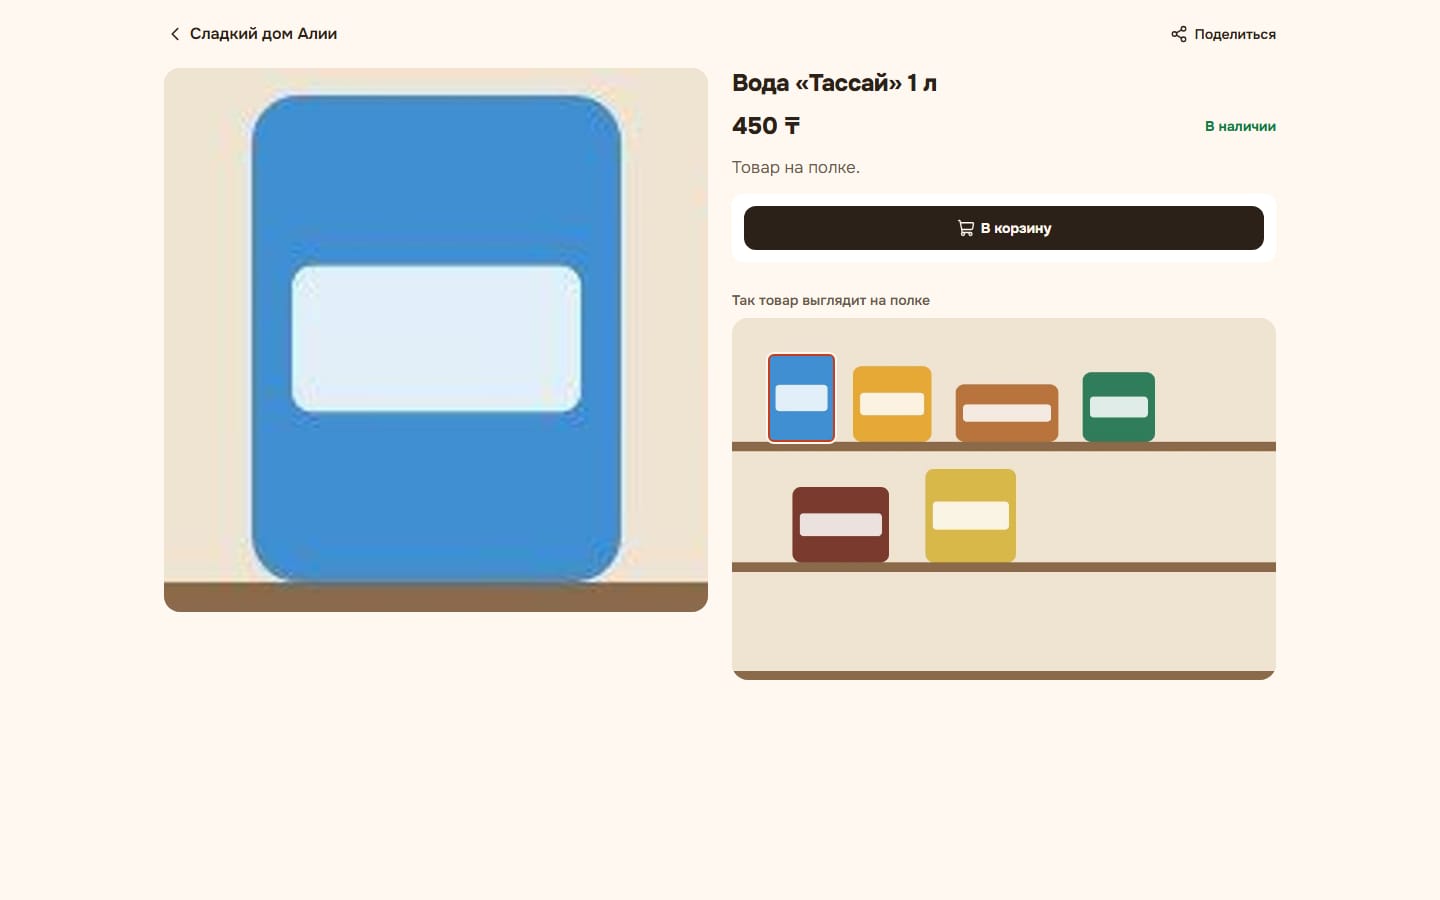 Сладкий дом Алии
Поделиться
Вода «Тассай» 1 л
450 ₸
В наличии
Товар на полке.
В корзину
Так товар выглядит на полке